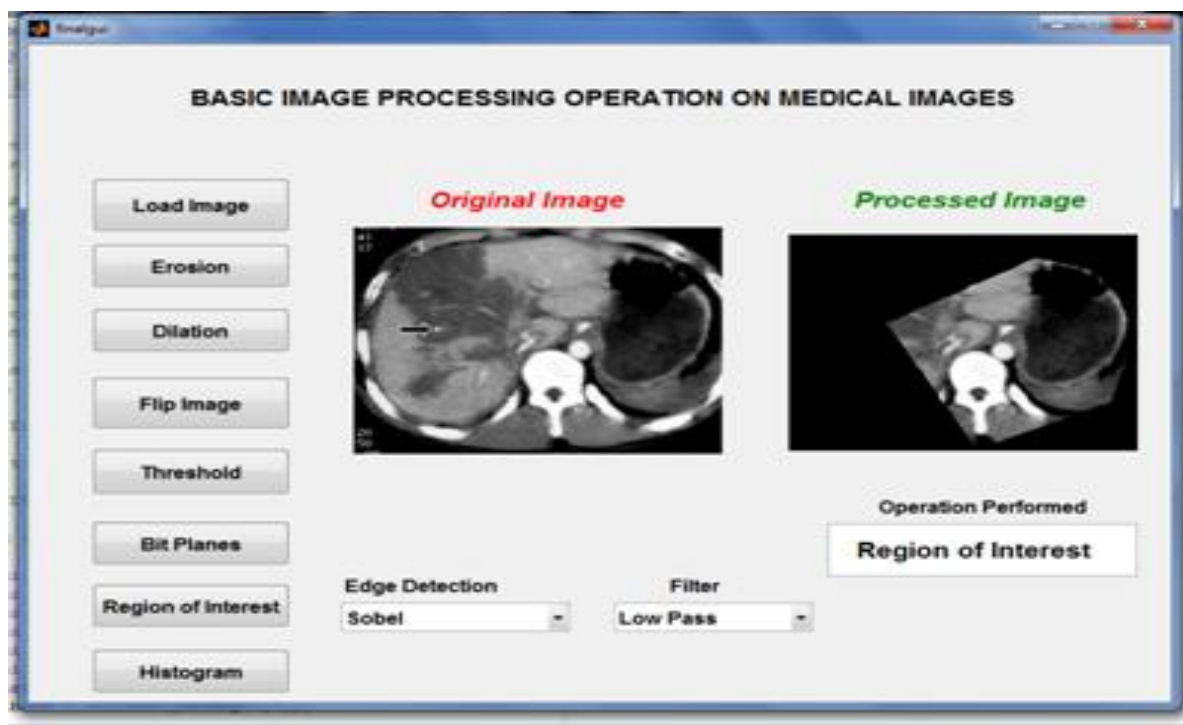 finalgui
BASIC IMAGE PROCESSING OPERATION ON MEDICAL IMAGES
Load Image
Erosion
Dilation
Flip Image
Threshold
Bit Planes
Region of Interest
Histogram
Original Image
Processed Image
Operation Performed
Region of Interest
Edge Detection
Sobel
Filter
Low Pass